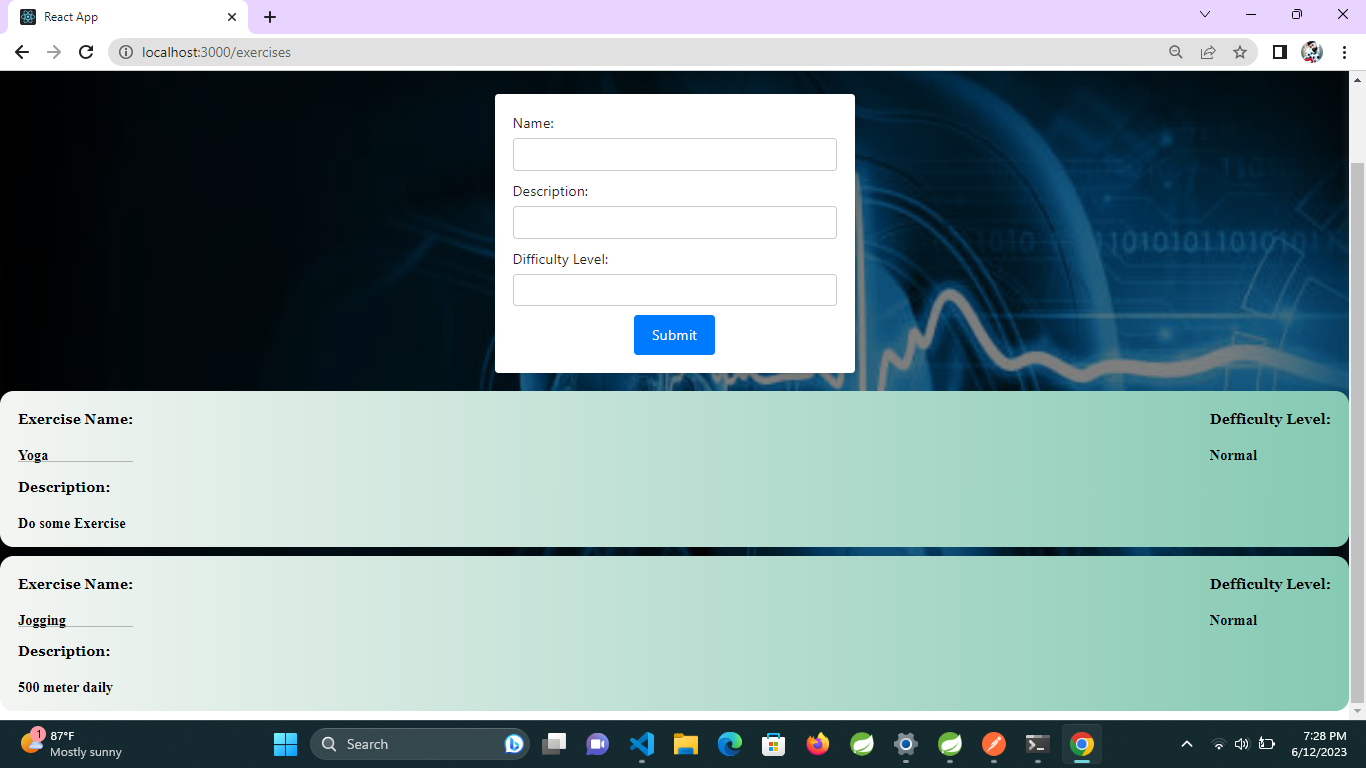 React App
localhost:3000/exercises
Name:
Description:
Difficulty Level:
Submit
1010 11010101101010
Exercise Name:
Defficulty Level:
Yoga
Normal
Description:
Do some Exercise
Exercise Name:
Defficulty Level:
Jogging
Normal
Description:
500 meter daily
1
87°F
Mostly sunny
Search
7:28 PM
6/12/2023